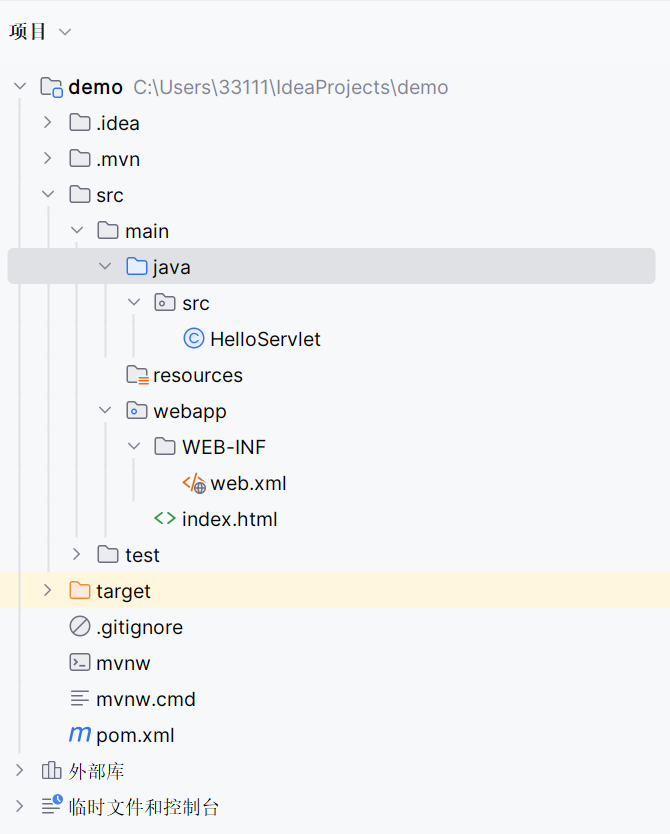 项目
demo C:\Users\33111\IdeaProjects\demo
.idea
.mvn
src
main
java
src
HelloServlet
resources
webapp
WEB-INF
web.xml
index.html
test
target
.gitignore
mvnw
mvnw.cmd
pom.xml
外部库
临时文件和控制台